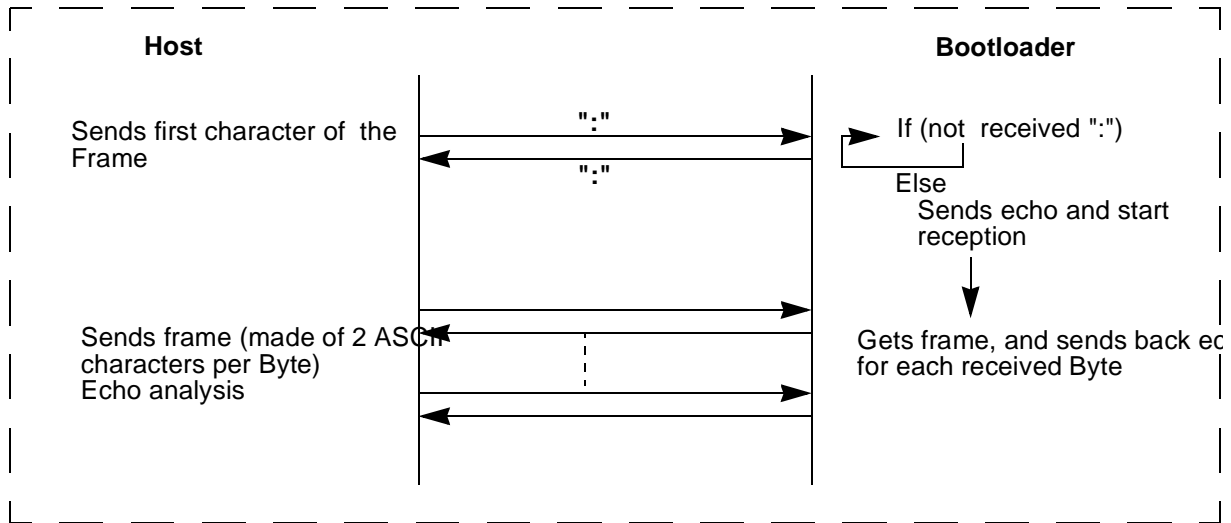 Host
Bootloader
Sends first character of the
Frame
":"
":"
If (not received ":")
Else
Sends echo and start
reception
Sends frame (made of 2 ASCII
characters per Byte)
Echo analysis
Gets frame, and sends back ec
for each received Byte